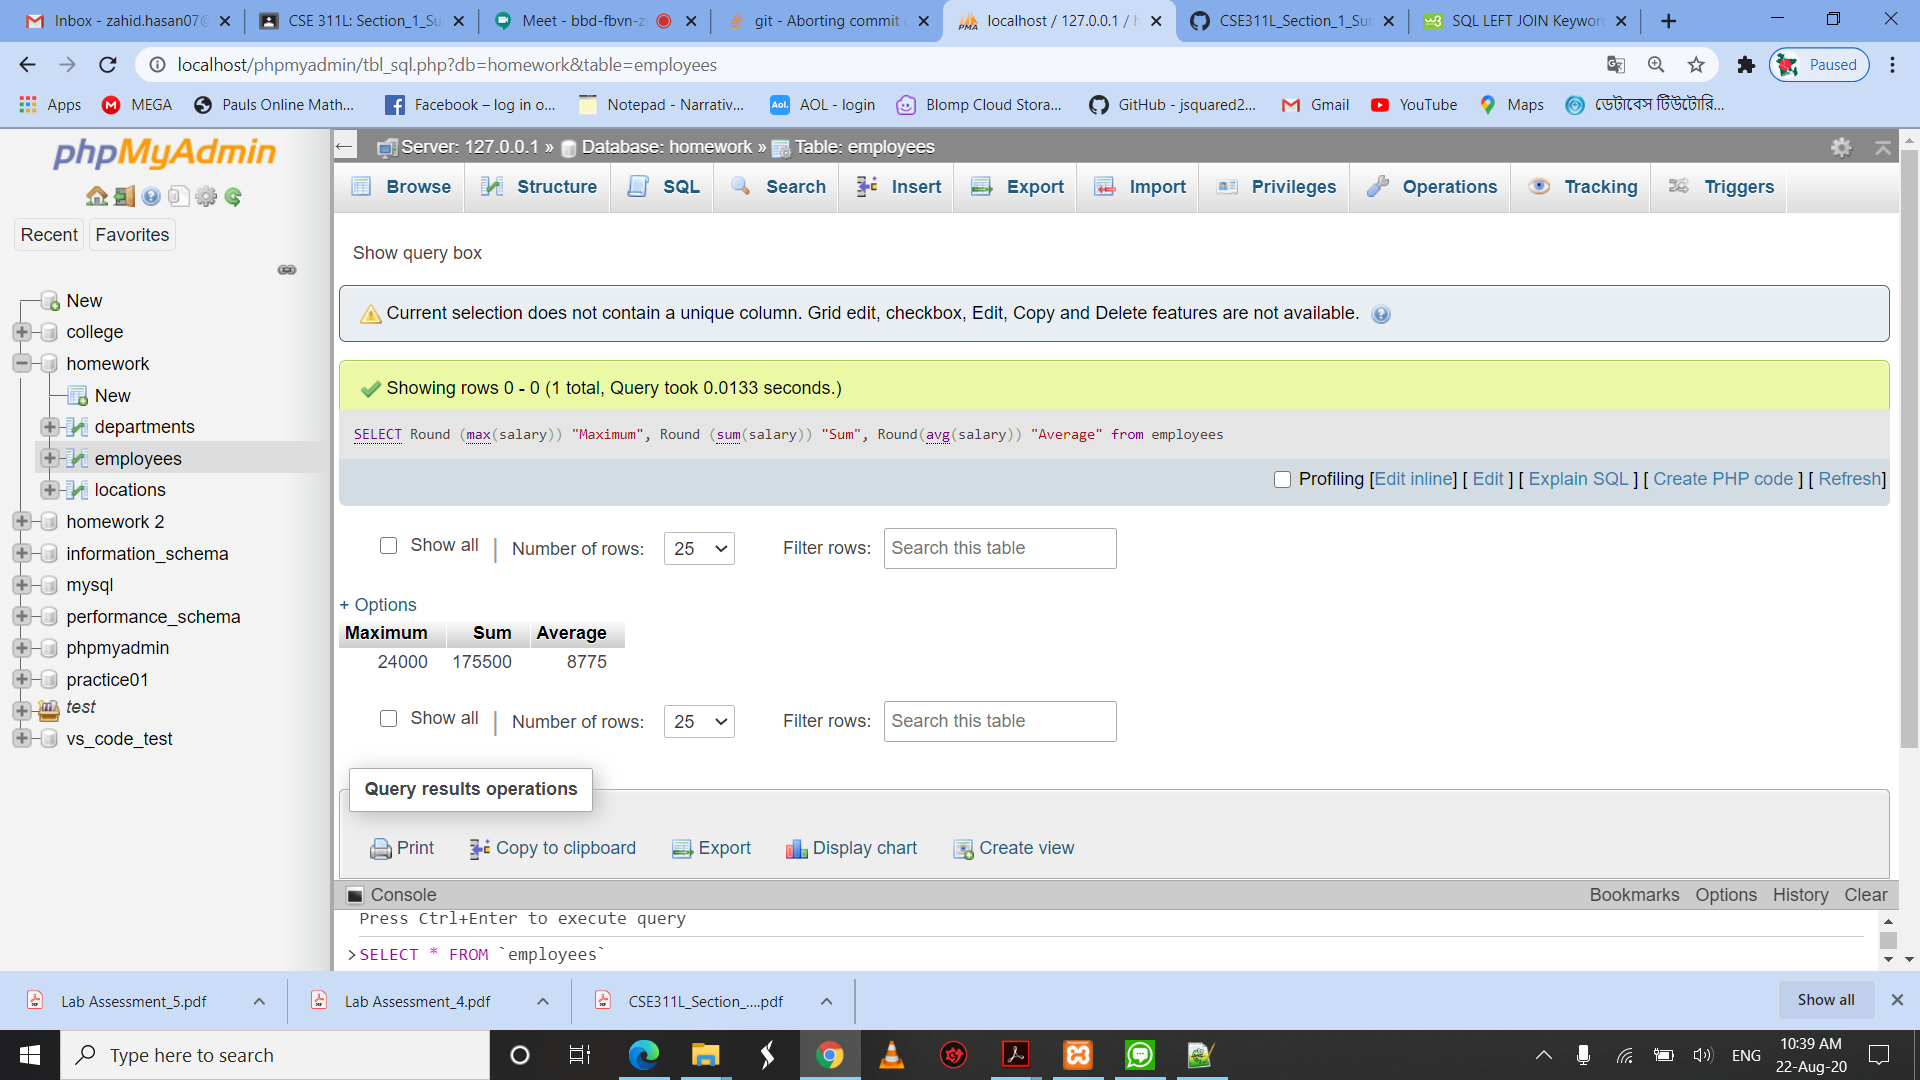 Inbox - zahid.hasan07@
CSE 311L: Section_1_Su
Meet - bbd-fbvn-z
git - Aborting commit
localhost / 127.0.0.1 / h
CSE311L_Section_1_Su
SQL LEFT JOIN Keywor
localhost/phpmyadmin/tbl_sql.php?db=homework&table=employees
Paused
Apps
MEGA
Pauls Online Math...
Facebook – log in o...
Notepad - Narrativ...
AOL - login
Blomp Cloud Stora...
GitHub - jsquared2...
Gmail
YouTube
Maps
ডেটাবেস টিউটোরি...
phpMyAdmin
Recent
Favorites
New
college
homework
New
departments
employees
locations
homework 2
information_schema
mysql
performance_schema
phpmyadmin
practice01
test
vs_code_test
Server: 127.0.0.1 » Database: homework » Table: employees
Browse
Structure
SQL
Search
Insert
Export
Import
Privileges
Operations
Tracking
Triggers
Show query box
Current selection does not contain a unique column. Grid edit, checkbox, Edit, Copy and Delete features are not available.
Showing rows 0 - 0 (1 total, Query took 0.0133 seconds.)
SELECT Round (max(salary)) "Maximum", Round (sum(salary)) "Sum", Round(avg(salary)) "Average" from employees
Profiling [Edit inline] [ Edit ] [ Explain SQL ] [ Create PHP code ] [ Refresh]
Show all | Number of rows: 25 Filter rows: Search this table
+ Options
Maximum Sum Average
24000 175500 8775
Show all | Number of rows: 25 Filter rows: Search this table
Query results operations
Print
Copy to clipboard
Export
Display chart
Create view
Console
Bookmarks Options History Clear
Press Ctrl+Enter to execute query
>SELECT * FROM `employees`
Lab Assessment_5.pdf
Lab Assessment_4.pdf
CSE311L_Section_....pdf
Show all
Type here to search
ENG
10:39 AM
22-Aug-20